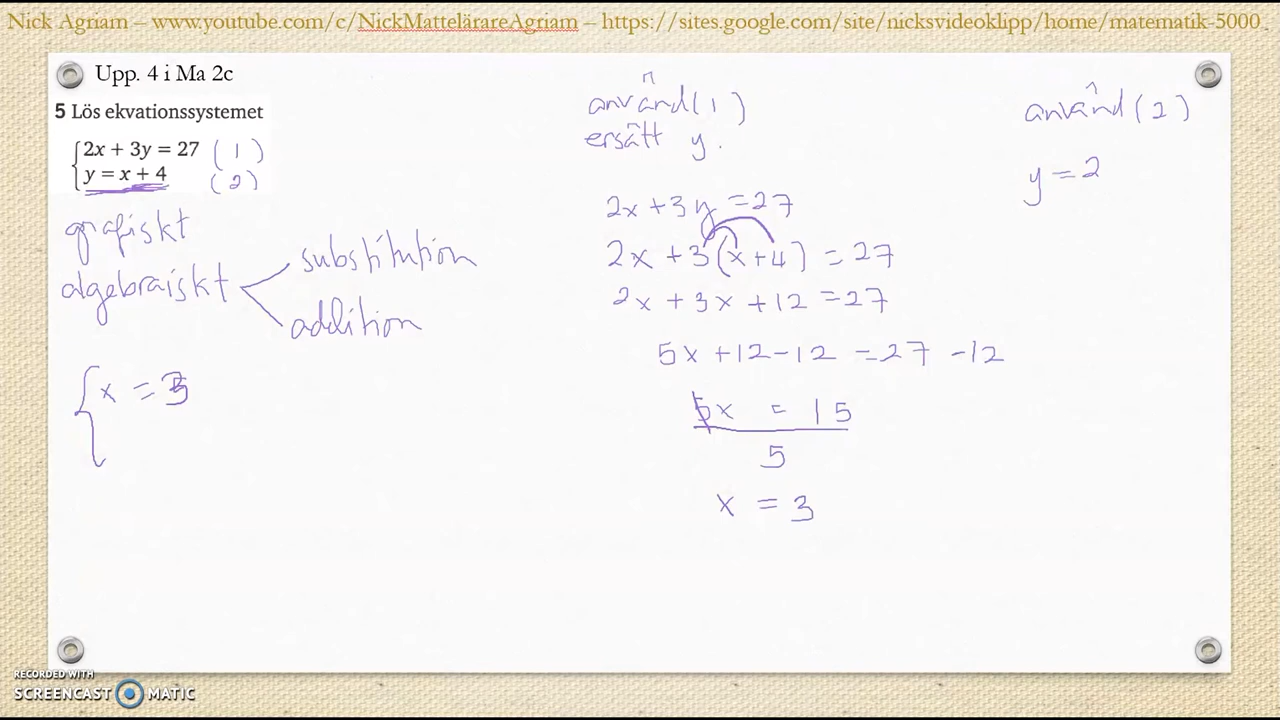 Nick Agriam – www.youtube.com/c/NickMattelärareAgriam – https://sites.google.com/site/nicksvideoklipp/home/matematik-5000
Upp. 4 i Ma 2c
5 Lös ekvationssystemet
2x + 3y = 27 (1)
y = x + 4 (2)
grafiskt
algebraiskt
substitution
addition
x = 3
använd (1)
ersätt y.
2x + 3y = 27
2x + 3(x + 4) = 27
2x + 3x + 12 = 27
5x + 12 - 12 = 27 - 12
5x = 15
5
x = 3
använd (2)
y = 2
RECORDED WITH
SCREENCAST MATIC